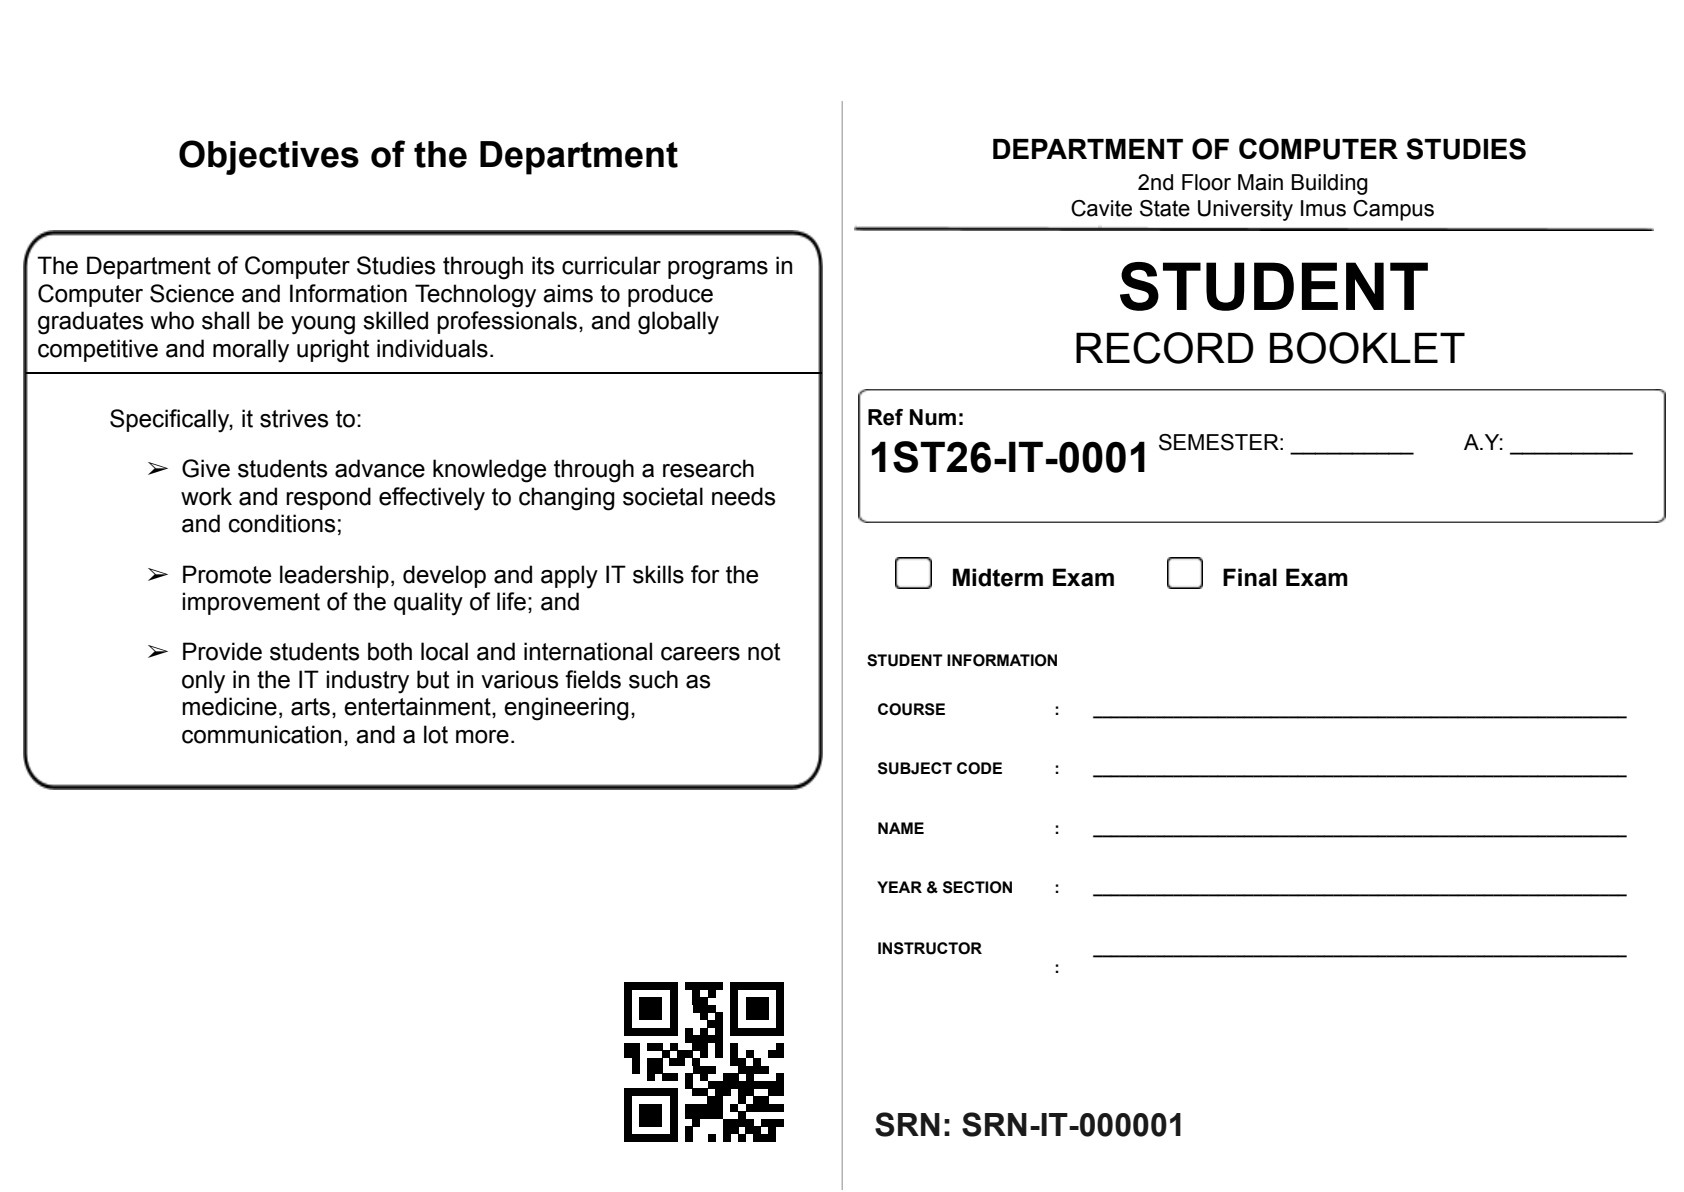 Objectives of the Department
The Department of Computer Studies through its curricular programs in
Computer Science and Information Technology aims to produce
graduates who shall be young skilled professionals, and globally
competitive and morally upright individuals.
Specifically, it strives to:
➢ Give students advance knowledge through a research
work and respond effectively to changing societal needs
and conditions;
➢ Promote leadership, develop and apply IT skills for the
improvement of the quality of life; and
➢ Provide students both local and international careers not
only in the IT industry but in various fields such as
medicine, arts, entertainment, engineering,
communication, and a lot more.
DEPARTMENT OF COMPUTER STUDIES
2nd Floor Main Building
Cavite State University Imus Campus
STUDENT
RECORD BOOKLET
Ref Num:
1ST26-IT-0001 SEMESTER: __________ A.Y: __________
Midterm Exam Final Exam
STUDENT INFORMATION
COURSE :
SUBJECT CODE :
NAME :
YEAR & SECTION :
INSTRUCTOR
:
SRN: SRN-IT-000001